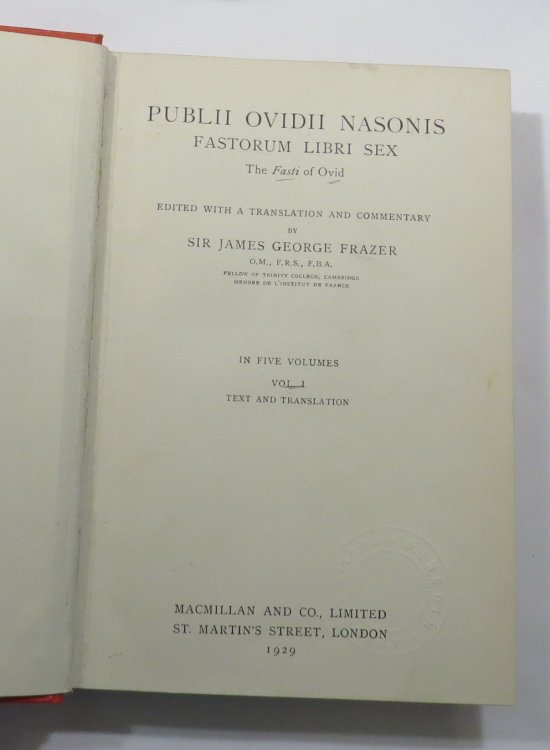 PUBLII OVIDII NASONIS
FASTORUM LIBRI SEX
The Fasti of Ovid
EDITED WITH A TRANSLATION AND COMMENTARY
BY
SIR JAMES GEORGE FRAZER
O.M., F.R.S., F.B.A.
FELLOW OF TRINITY COLLEGE, CAMBRIDGE
MEMBRE DE L'INSTITUT DE FRANCE
IN FIVE VOLUMES
VOL. I
TEXT AND TRANSLATION
MACMILLAN AND CO., LIMITED
ST. MARTIN'S STREET, LONDON
1929